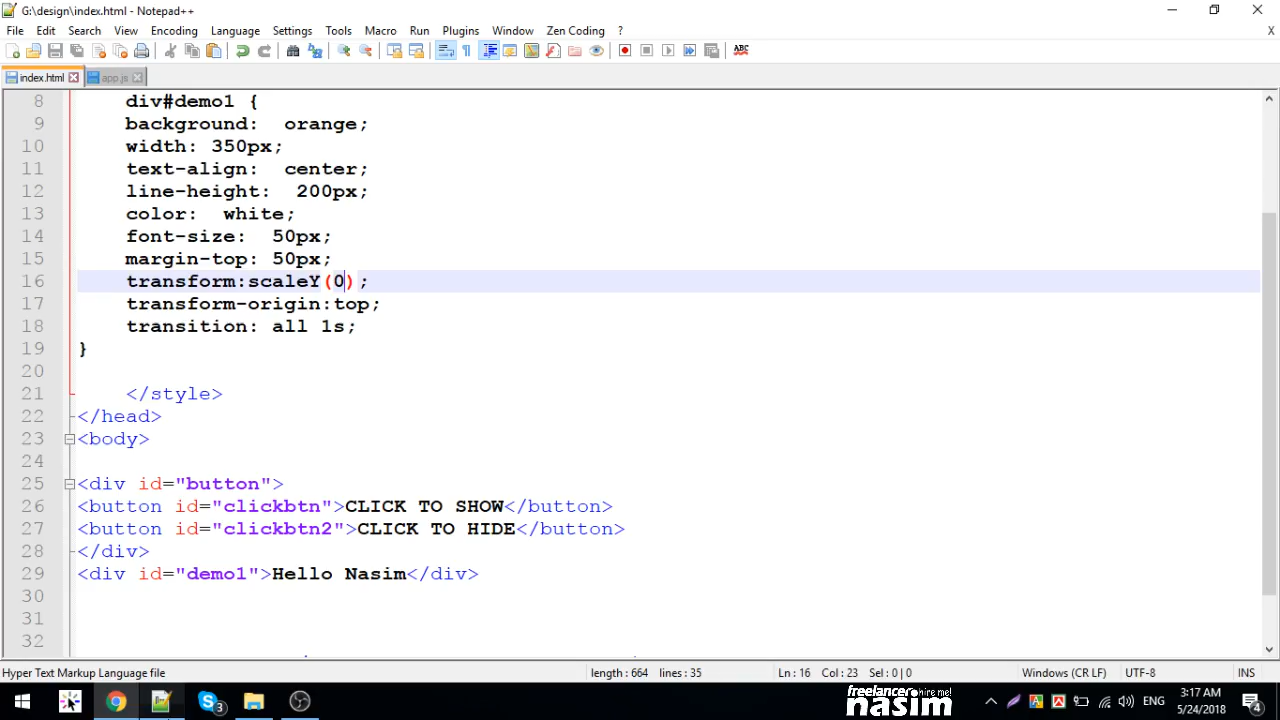 G:\design\index.html - Notepad++
File Edit Search View Encoding Language Settings Tools Macro Run Plugins Window Zen Coding ? X
index.html app.js
8 div#demo1 {
9 background: orange;
10 width: 350px;
11 text-align: center;
12 line-height: 200px;
13 color: white;
14 font-size: 50px;
15 margin-top: 50px;
16 transform:scaleY(0);
17 transform-origin:top;
18 transition: all 1s;
19 }
20
21 </style>
22 </head>
23 <body>
24
25 <div id="button">
26 <button id="clickbtn">CLICK TO SHOW</button>
27 <button id="clickbtn2">CLICK TO HIDE</button>
28 </div>
29 <div id="demo1">Hello Nasim</div>
30
31
32
Hyper Text Markup Language file length : 664 lines : 35 Ln : 16 Col : 23 Sel : 0 | 0 Windows (CR LF) UTF-8 INS
freelancer hire me!
nasim
ENG
3:17 AM
5/24/2018